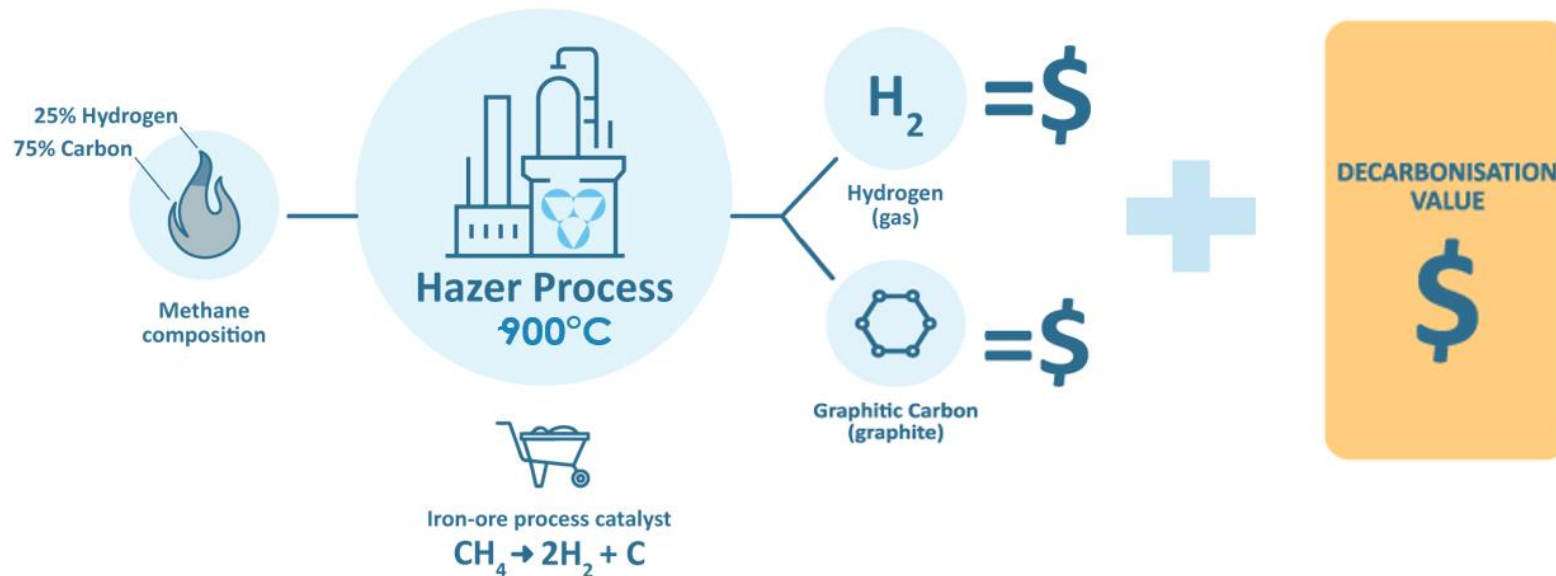 25% Hydrogen
75% Carbon
Methane
composition
Hazer Process
~900°C
Iron-ore process catalyst
CH₄ → 2H₂ + C
H₂
=$
Hydrogen
(gas)
=$
Graphitic Carbon
(graphite)
DECARBONISATION
VALUE
$